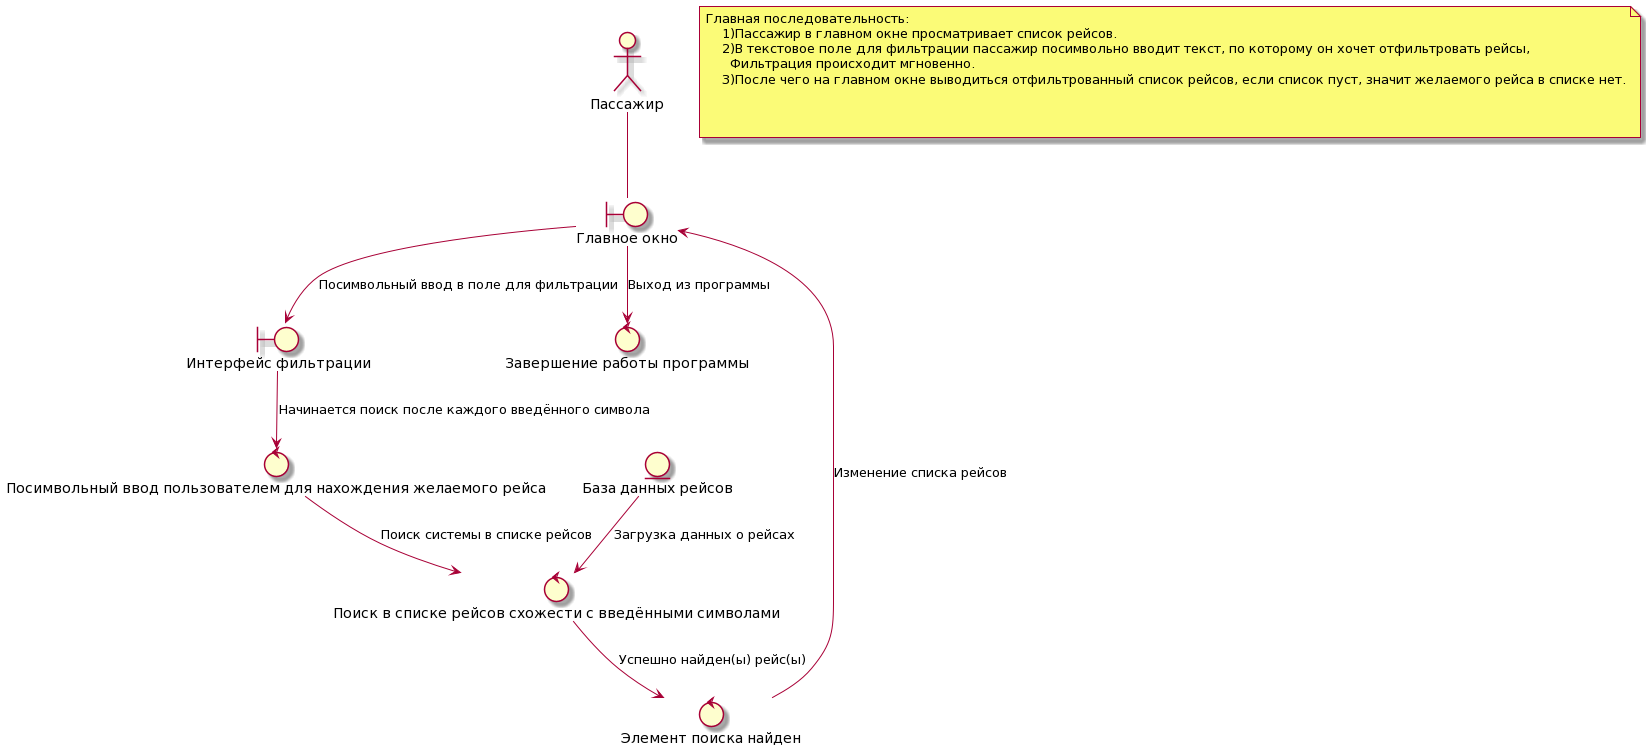 Главная последовательность:
1)Пассажир в главном окне просматривает список рейсов.
2)В текстовое поле для фильтрации пассажир посимвольно вводит текст, по которому он хочет отфильтровать рейсы,
Фильтрация происходит мгновенно.
3)После чего на главном окне выводиться отфильтрованный список рейсов, если список пуст, значит желаемого рейса в списке нет.
Пассажир
Главное окно
Посимвольный ввод в поле для фильтрации
Выход из программы
Интерфейс фильтрации
Завершение работы программы
Начинается поиск после каждого введённого символа
Изменение списка рейсов
Посимвольный ввод пользователем для нахождения желаемого рейса
База данных рейсов
Поиск системы в списке рейсов
Загрузка данных о рейсах
Поиск в списке рейсов схожести с введёнными символами
Успешно найден(ы) рейс(ы)
Элемент поиска найден